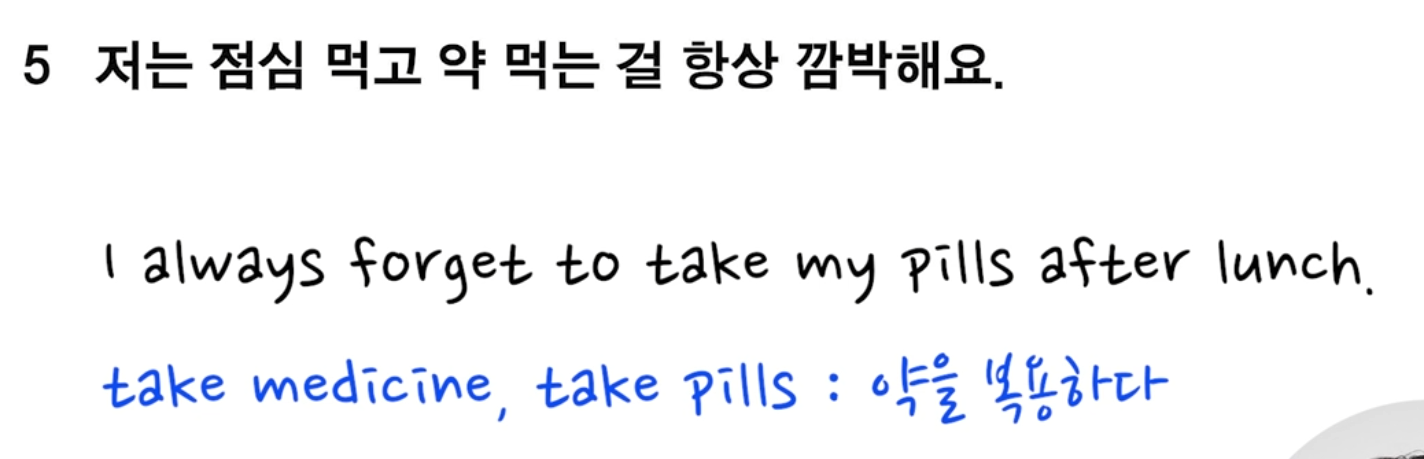 5 저는 점심 먹고 약 먹는 걸 항상 깜박해요.
I always forget to take my pills after lunch.
take medicine, take pills : 약을 복용하다